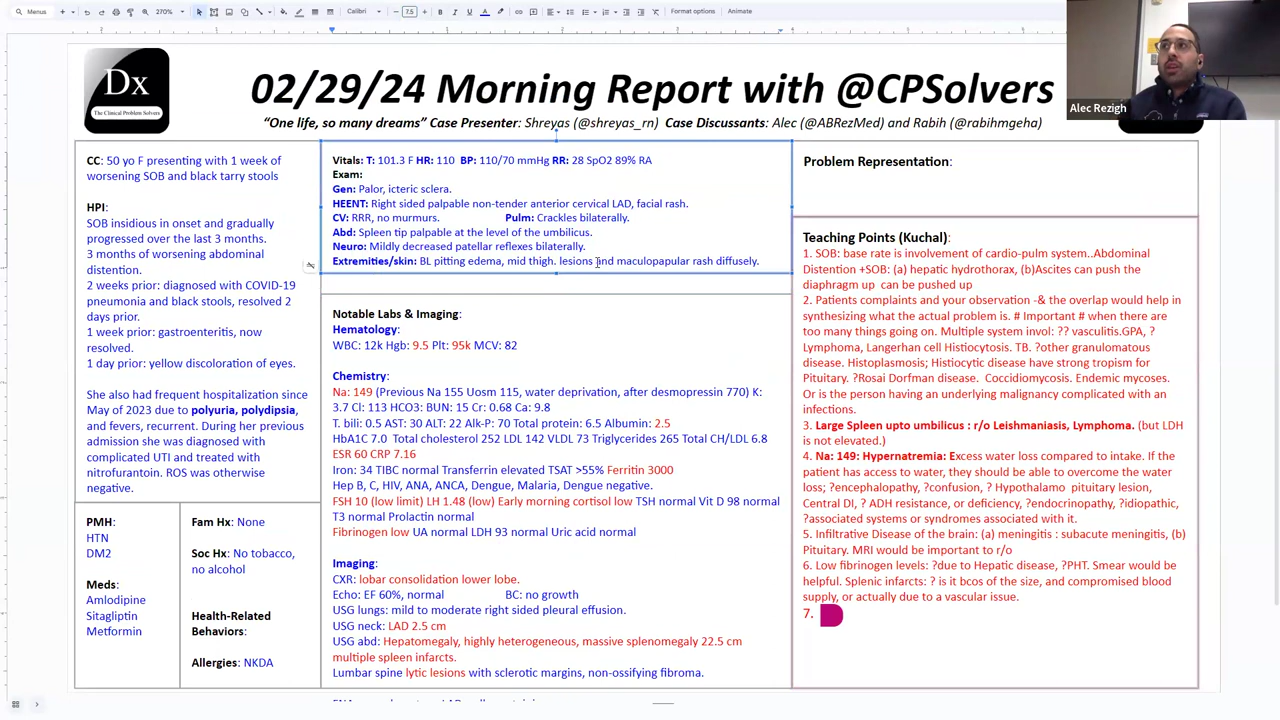 Menus
270%
Calibri
7.5
Format options
Animate
Alec Rezigh
Dx
The Clinical Problem Solvers
02/29/24 Morning Report with @CPSolvers
“One life, so many dreams” Case Presenter: Shreyas (@shreyas_rn) Case Discussants: Alec (@ABRezMed) and Rabih (@rabihmgeha)
CC: 50 yo F presenting with 1 week of
worsening SOB and black tarry stools
HPI:
SOB insidious in onset and gradually
progressed over the last 3 months.
3 months of worsening abdominal
distention.
2 weeks prior: diagnosed with COVID-19
pneumonia and black stools, resolved 2
days prior.
1 week prior: gastroenteritis, now
resolved.
1 day prior: yellow discoloration of eyes.
She also had frequent hospitalization since
May of 2023 due to polyuria, polydipsia,
and fevers, recurrent. During her previous
admission she was diagnosed with
complicated UTI and treated with
nitrofurantoin. ROS was otherwise
negative.
PMH:
HTN
DM2
Meds:
Amlodipine
Sitagliptin
Metformin
Fam Hx: None
Soc Hx: No tobacco,
no alcohol
Health-Related
Behaviors:
Allergies: NKDA
Vitals: T: 101.3 F HR: 110 BP: 110/70 mmHg RR: 28 SpO2 89% RA
Exam:
Gen: Palor, icteric sclera.
HEENT: Right sided palpable non-tender anterior cervical LAD, facial rash.
CV: RRR, no murmurs. Pulm: Crackles bilaterally.
Abd: Spleen tip palpable at the level of the umbilicus.
Neuro: Mildly decreased patellar reflexes bilaterally.
Extremities/skin: BL pitting edema, mid thigh. lesions and maculopapular rash diffusely.
Notable Labs & Imaging:
Hematology:
WBC: 12k Hgb: 9.5 Plt: 95k MCV: 82
Chemistry:
Na: 149 (Previous Na 155 Uosm 115, water deprivation, after desmopressin 770) K:
3.7 Cl: 113 HCO3: BUN: 15 Cr: 0.68 Ca: 9.8
T. bili: 0.5 AST: 30 ALT: 22 Alk-P: 70 Total protein: 6.5 Albumin: 2.5
HbA1C 7.0 Total cholesterol 252 LDL 142 VLDL 73 Triglycerides 265 Total CH/LDL 6.8
ESR 60 CRP 7.16
Iron: 34 TIBC normal Transferrin elevated TSAT >55% Ferritin 3000
Hep B, C, HIV, ANA, ANCA, Dengue, Malaria, Dengue negative.
FSH 10 (low limit) LH 1.48 (low) Early morning cortisol low TSH normal Vit D 98 normal
T3 normal Prolactin normal
Fibrinogen low UA normal LDH 93 normal Uric acid normal
Imaging:
CXR: lobar consolidation lower lobe.
Echo: EF 60%, normal BC: no growth
USG lungs: mild to moderate right sided pleural effusion.
USG neck: LAD 2.5 cm
USG abd: Hepatomegaly, highly heterogeneous, massive splenomegaly 22.5 cm
multiple spleen infarcts.
Lumbar spine lytic lesions with sclerotic margins, non-ossifying fibroma.
Problem Representation:
Teaching Points (Kuchal):
1. SOB: base rate is involvement of cardio-pulm system..Abdominal
Distention +SOB: (a) hepatic hydrothorax, (b)Ascites can push the
diaphragm up can be pushed up
2. Patients complaints and your observation -& the overlap would help in
synthesizing what the actual problem is. # Important # when there are
too many things going on. Multiple system invol: ?? vasculitis.GPA, ?
Lymphoma, Langerhan cell Histiocytosis. TB. ?other granulomatous
disease. Histoplasmosis; Histiocytic disease have strong tropism for
Pituitary. ?Rosai Dorfman disease. Coccidiomycosis. Endemic mycoses.
Or is the person having an underlying malignancy complicated with an
infections.
3. Large Spleen upto umbilicus : r/o Leishmaniasis, Lymphoma. (but LDH
is not elevated.)
4. Na: 149: Hypernatremia: Excess water loss compared to intake. If the
patient has access to water, they should be able to overcome the water
loss; ?encephalopathy, ?confusion, ? Hypothalamo pituitary lesion,
Central DI, ? ADH resistance, or deficiency, ?endocrinopathy, ?idiopathic,
?associated systems or syndromes associated with it.
5. Infiltrative Disease of the brain: (a) meningitis : subacute meningitis, (b)
Pituitary. MRI would be important to r/o
6. Low fibrinogen levels: ?due to Hepatic disease, ?PHT. Smear would be
helpful. Splenic infarcts: ? is it bcos of the size, and compromised blood
supply, or actually due to a vascular issue.
7.